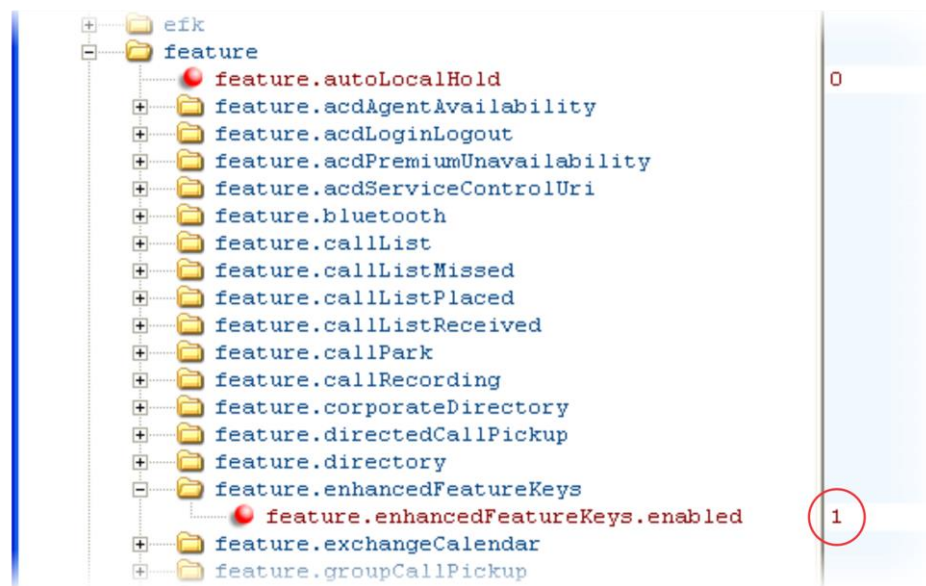 efk
feature
feature.autoLocalHold 0
feature.acdAgentAvailability
feature.acdLoginLogout
feature.acdPremiumUnavailability
feature.acdServiceControlUri
feature.bluetooth
feature.callList
feature.callListMissed
feature.callListPlaced
feature.callListReceived
feature.callPark
feature.callRecording
feature.corporateDirectory
feature.directedCallPickup
feature.directory
feature.enhancedFeatureKeys
feature.enhancedFeatureKeys.enabled 1
feature.exchangeCalendar
feature.groupCallPickup